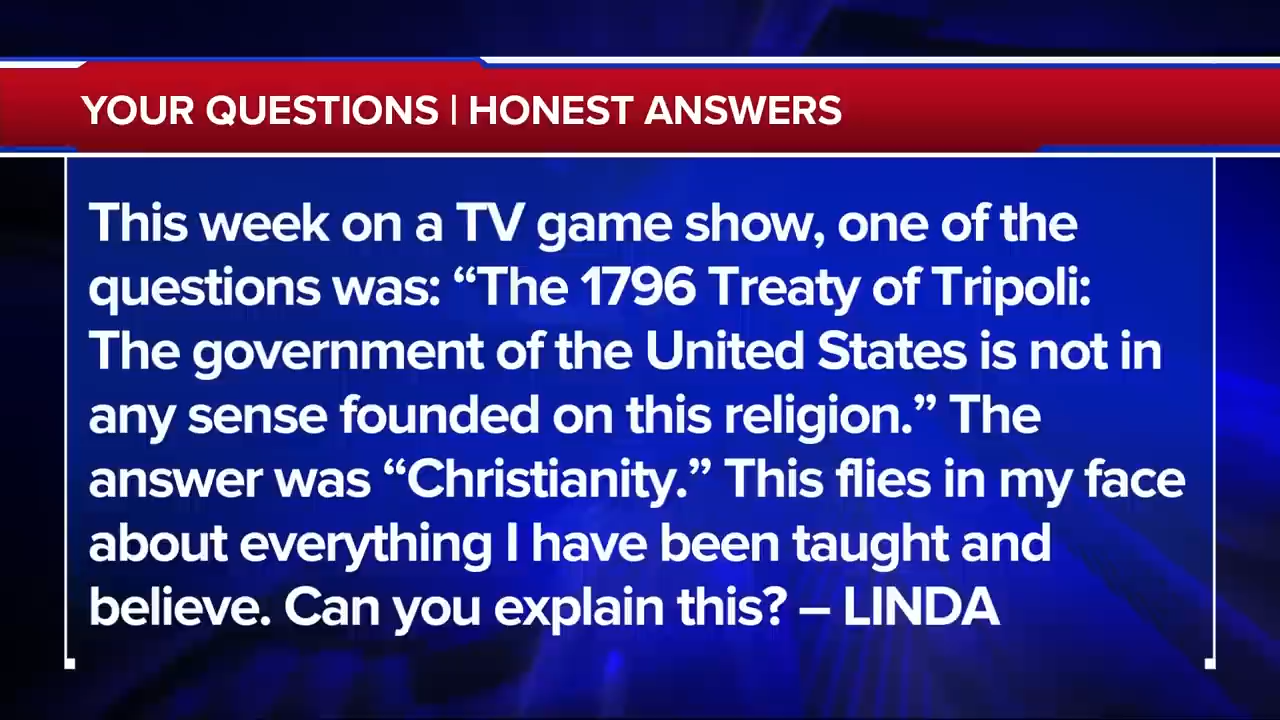 YOUR QUESTIONS | HONEST ANSWERS
This week on a TV game show, one of the
questions was: “The 1796 Treaty of Tripoli:
The government of the United States is not in
any sense founded on this religion.” The
answer was “Christianity.” This flies in my face
about everything I have been taught and
believe. Can you explain this? – LINDA